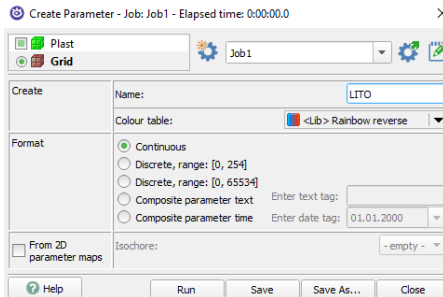 Create Parameter - Job: Job1 - Elapsed time: 0:00:00.0
Plast
Grid
Job1
Create
Name:
LITO
Colour table:
<Lib> Rainbow reverse
Format
Continuous
Discrete, range: [0, 254]
Discrete, range: [0, 65534]
Composite parameter text
Enter text tag:
Composite parameter time
Enter date tag:
01.01.2000
From 2D
parameter maps
Isochore:
- empty -
Help
Run
Save
Save As...
Close